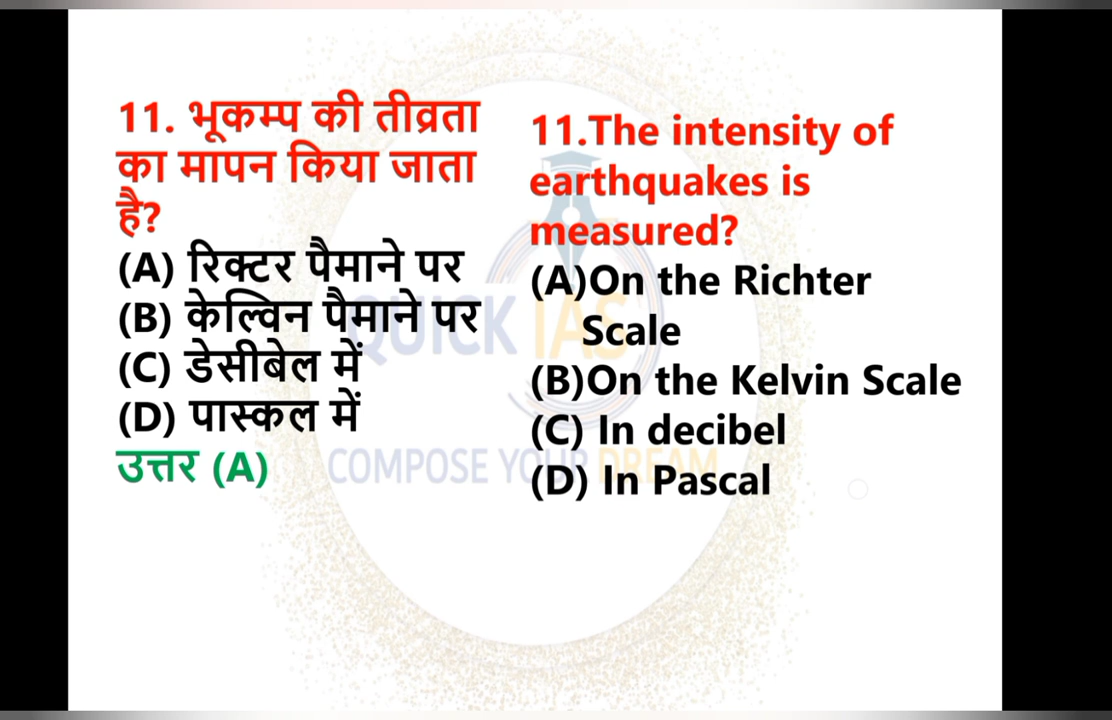 11. भूकम्प की तीव्रता
का मापन किया जाता
है?
(A) रिक्टर पैमाने पर
(B) केल्विन पैमाने पर
(C) डेसीबेल में
(D) पास्कल में
उत्तर (A)
11.The intensity of
earthquakes is
measured?
(A)On the Richter
Scale
(B)On the Kelvin Scale
(C) In decibel
(D) In Pascal
QUICK IAS
COMPOSE YOUR DREAM